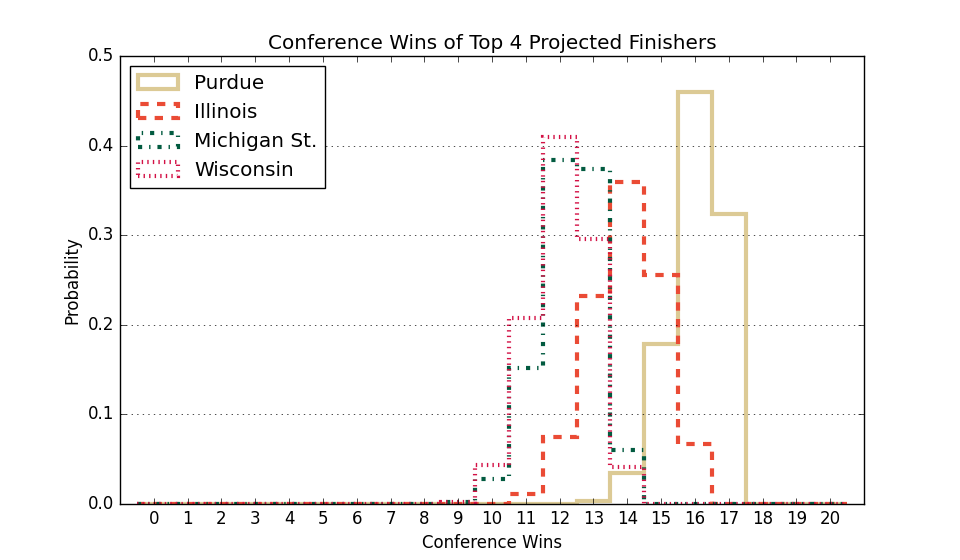 Conference Wins of Top 4 Projected Finishers
0.5
0.4
0.3
0.2
0.1
0.0
Probability
Purdue
Illinois
Michigan St.
Wisconsin
0 1 2 3 4 5 6 7 8 9 10 11 12 13 14 15 16 17 18 19 20
Conference Wins